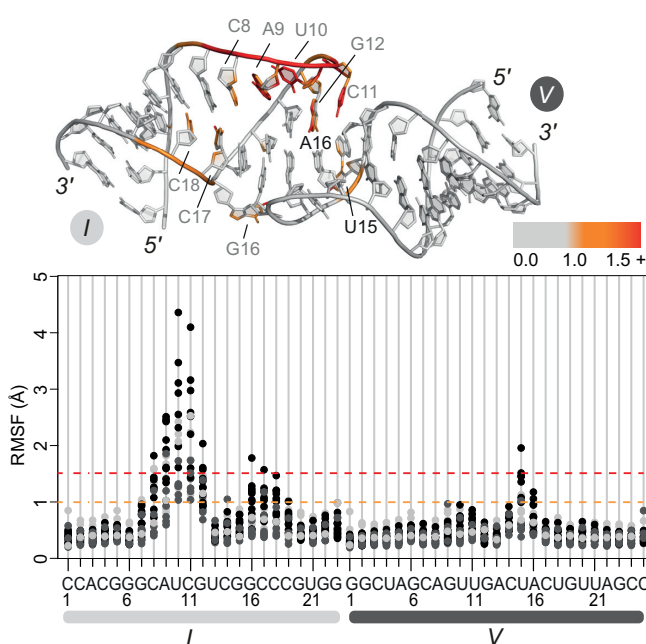 C8 A9 U10
G12
C11
A16
5'
V
3'
3'
C18
C17
I
5'
G16
U15
0.0 1.0 1.5 +
5
4
3
2
1
0
RMSF (Å)
CCACGGGCAUCGUCGGCCCGUGG GGCUAGCAGUUGACUACUGUUAGCC
1 6 11 16 21 1 6 11 16 21
I V